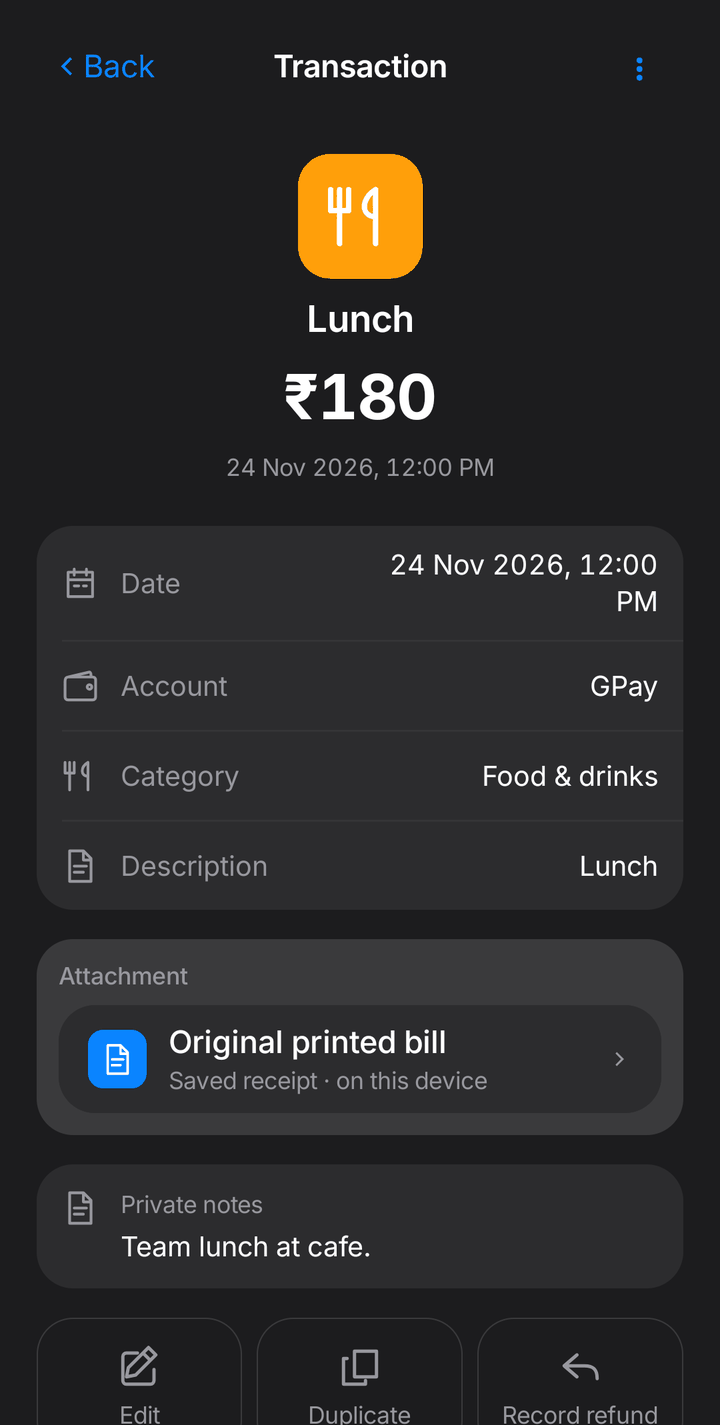 Back
Transaction
Lunch
₹180
24 Nov 2026, 12:00 PM
Date
24 Nov 2026, 12:00
PM
Account
GPay
Category
Food & drinks
Description
Lunch
Attachment
Original printed bill
Saved receipt · on this device
Private notes
Team lunch at cafe.
Edit
Duplicate
Record refund